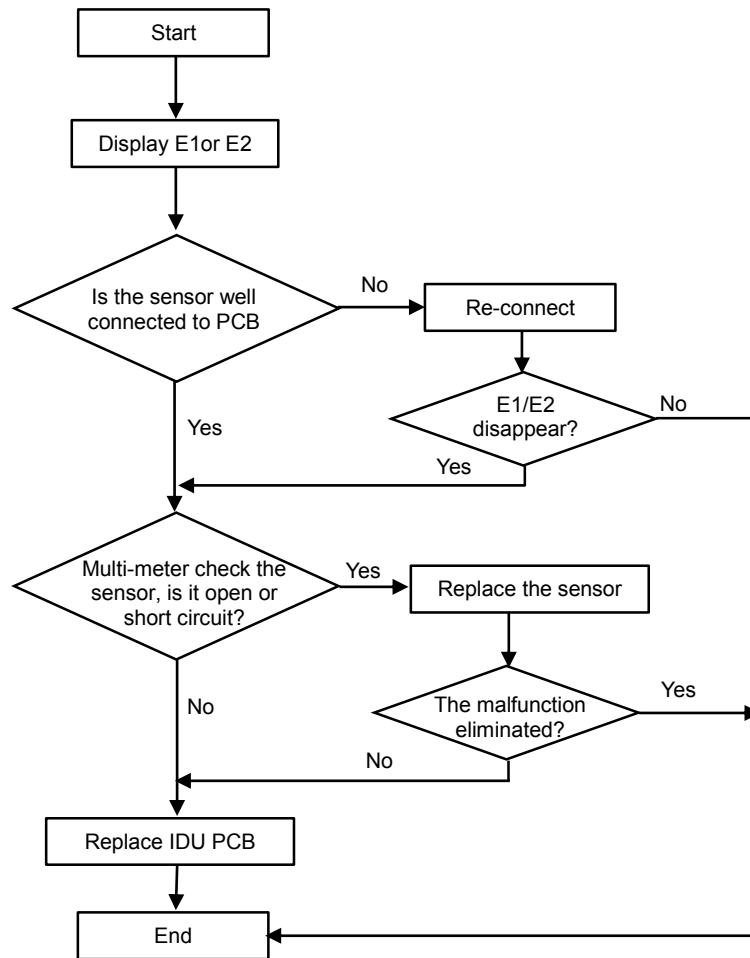 Start
Display E1or E2
Is the sensor well
connected to PCB
No
Re-connect
E1/E2
disappear?
No
Yes
Yes
Multi-meter check the
sensor, is it open or
short circuit?
Yes
Replace the sensor
The malfunction
eliminated?
Yes
No
No
Replace IDU PCB
End